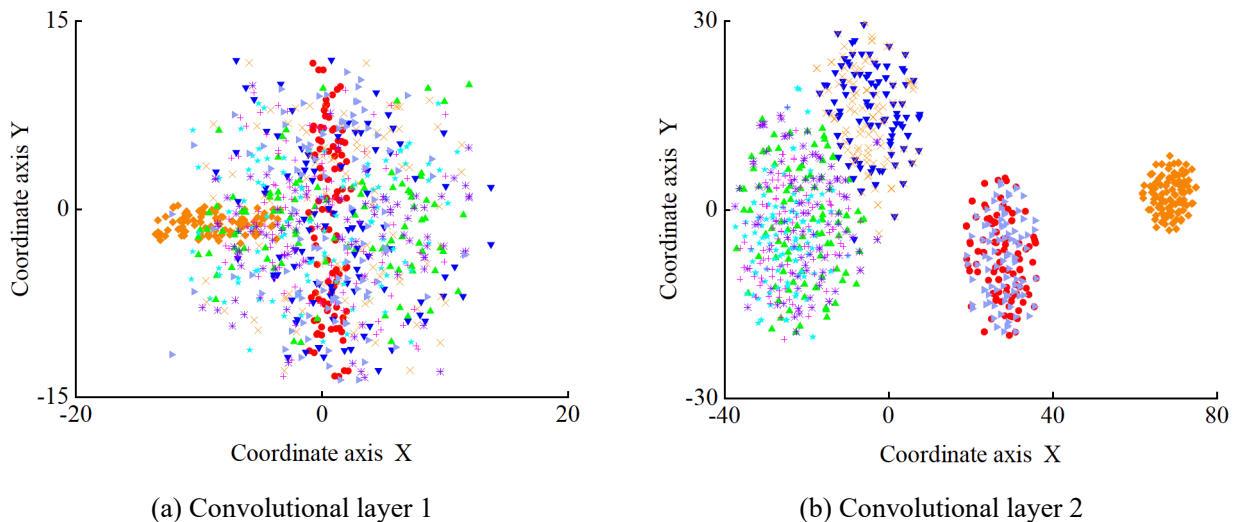 15
0
-15
-20
0
20
Coordinate axis Y
Coordinate axis X
(a) Convolutional layer 1
30
0
-30
-40
0
40
80
Coordinate axis Y
Coordinate axis X
(b) Convolutional layer 2